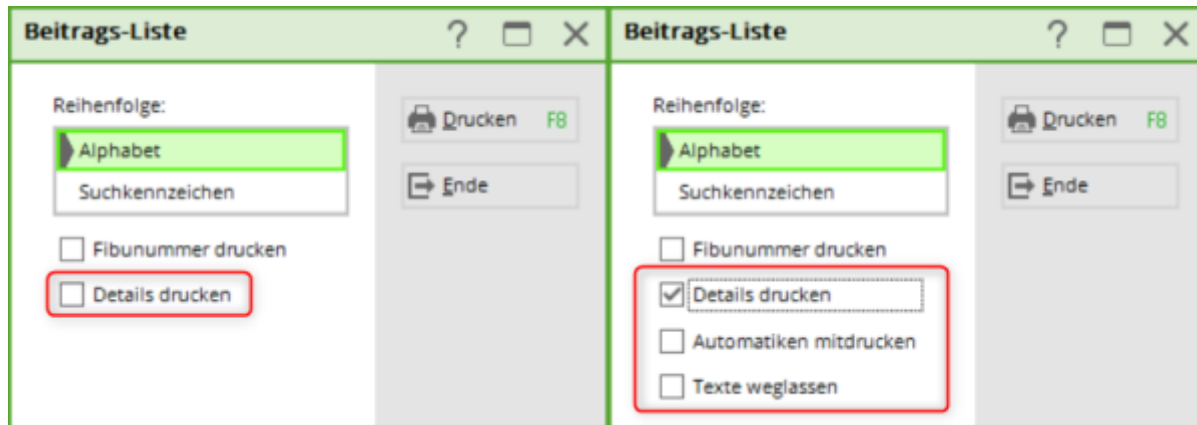 Beitrags-Liste
Reihenfolge:
Alphabet
Suchkennzeichen
Fibunummer drucken
Details drucken
Drucken F8
Ende
Beitrags-Liste
Reihenfolge:
Alphabet
Suchkennzeichen
Fibunummer drucken
Details drucken
Automatiken mitdrucken
Texte weglassen
Drucken F8
Ende